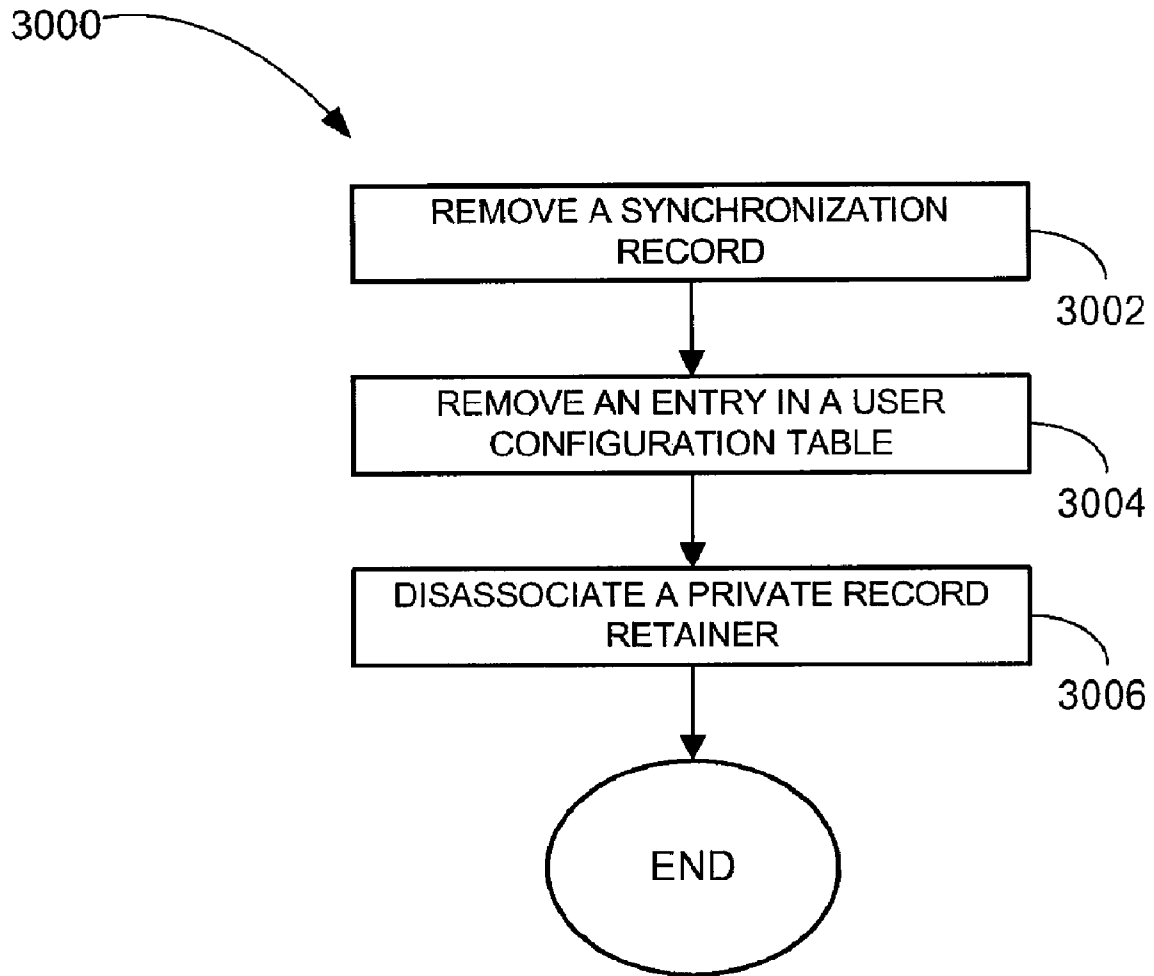 3000
REMOVE A SYNCHRONIZATION
RECORD
3002
REMOVE AN ENTRY IN A USER
CONFIGURATION TABLE
3004
DISASSOCIATE A PRIVATE RECORD
RETAINER
3006
END